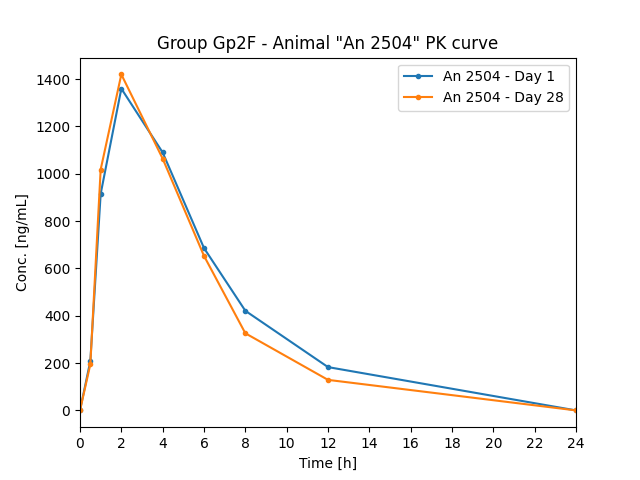 Group Gp2F - Animal "An 2504" PK curve
An 2504 - Day 1
An 2504 - Day 28
Conc. [ng/mL]
1400
1200
1000
800
600
400
200
0
0 2 4 6 8 10 12 14 16 18 20 22 24
Time [h]